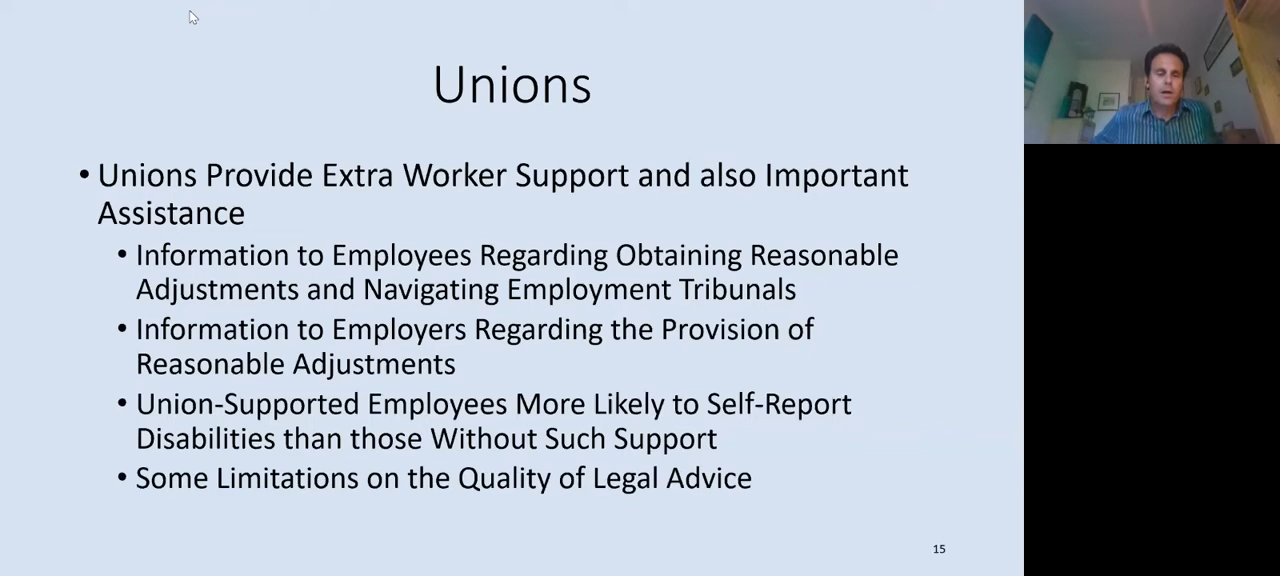 Unions
• Unions Provide Extra Worker Support and also Important
Assistance
• Information to Employees Regarding Obtaining Reasonable
Adjustments and Navigating Employment Tribunals
• Information to Employers Regarding the Provision of
Reasonable Adjustments
• Union-Supported Employees More Likely to Self-Report
Disabilities than those Without Such Support
• Some Limitations on the Quality of Legal Advice
15